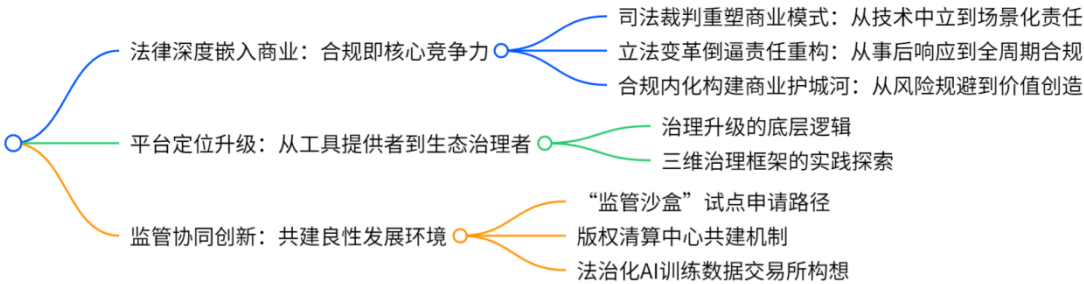 法律深度嵌入商业：合规即核心竞争力
司法裁判重塑商业模式：从技术中立到场景化责任
立法变革倒逼责任重构：从事后响应到全周期合规
合规内化构建商业护城河：从风险规避到价值创造
平台定位升级：从工具提供者到生态治理者
治理升级的底层逻辑
三维治理框架的实践探索
监管协同创新：共建良性发展环境
“监管沙盒”试点申请路径
版权清算中心共建机制
法治化AI训练数据交易所构想